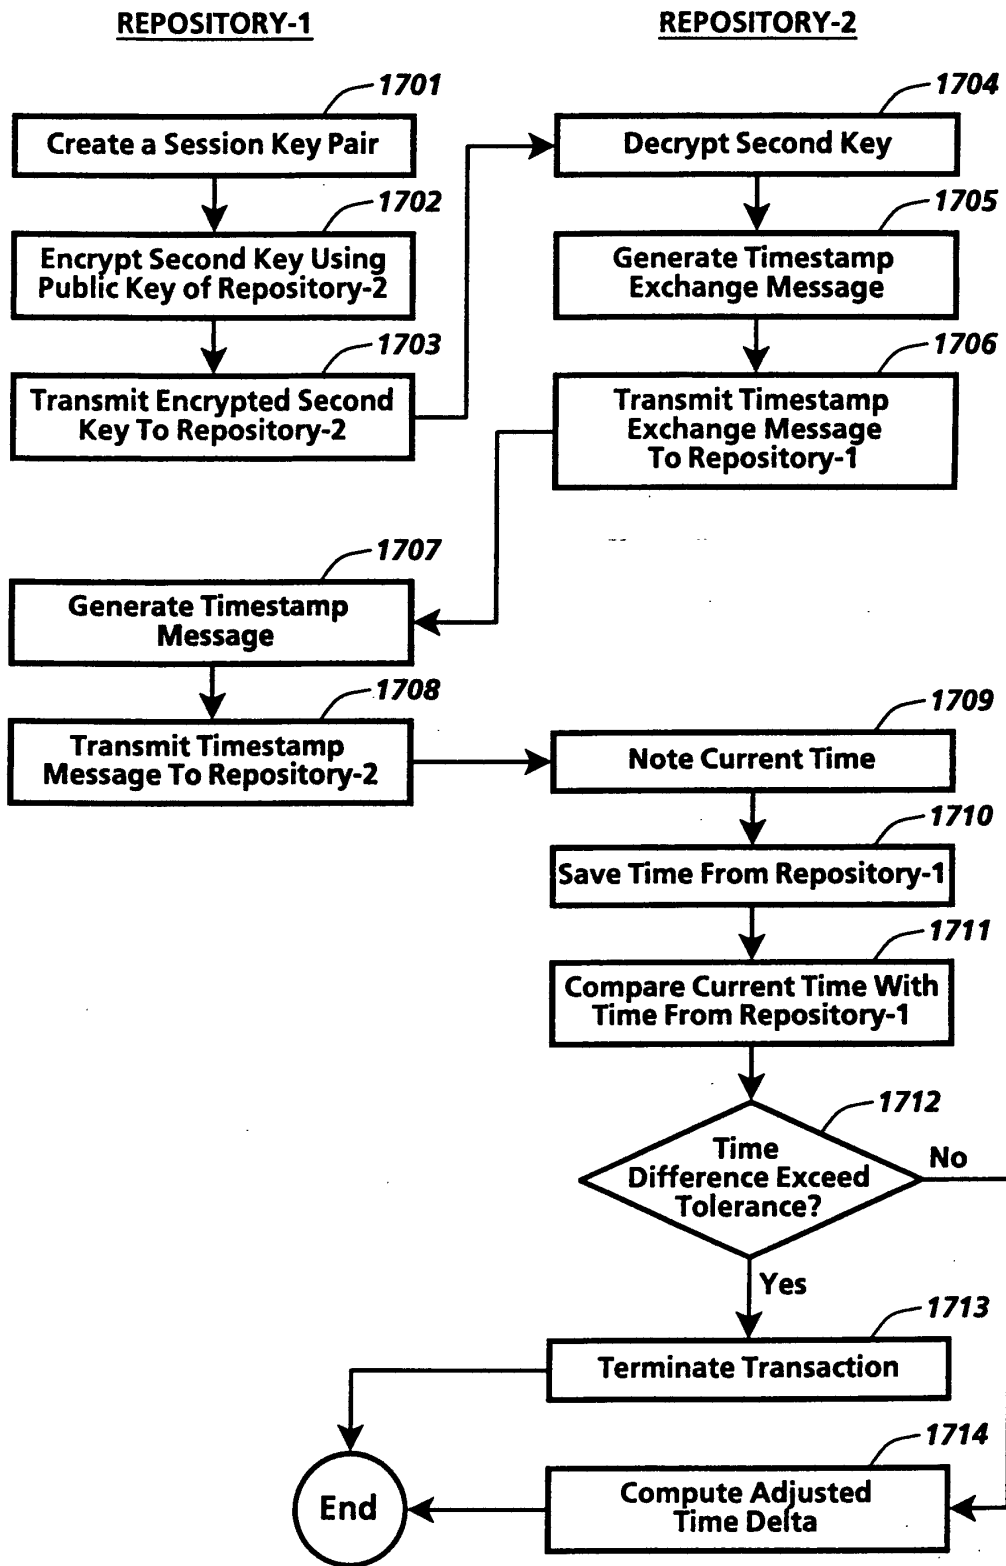 REPOSITORY-1
REPOSITORY-2
1701
Create a Session Key Pair
1702
Encrypt Second Key Using
Public Key of Repository-2
1703
Transmit Encrypted Second
Key To Repository-2
1704
Decrypt Second Key
1705
Generate Timestamp
Exchange Message
1706
Transmit Timestamp
Exchange Message
To Repository-1
1707
Generate Timestamp
Message
1708
Transmit Timestamp
Message To Repository-2
1709
Note Current Time
1710
Save Time From Repository-1
1711
Compare Current Time With
Time From Repository-1
1712
Time
Difference Exceed
Tolerance?
No
Yes
1713
Terminate Transaction
1714
Compute Adjusted
Time Delta
End